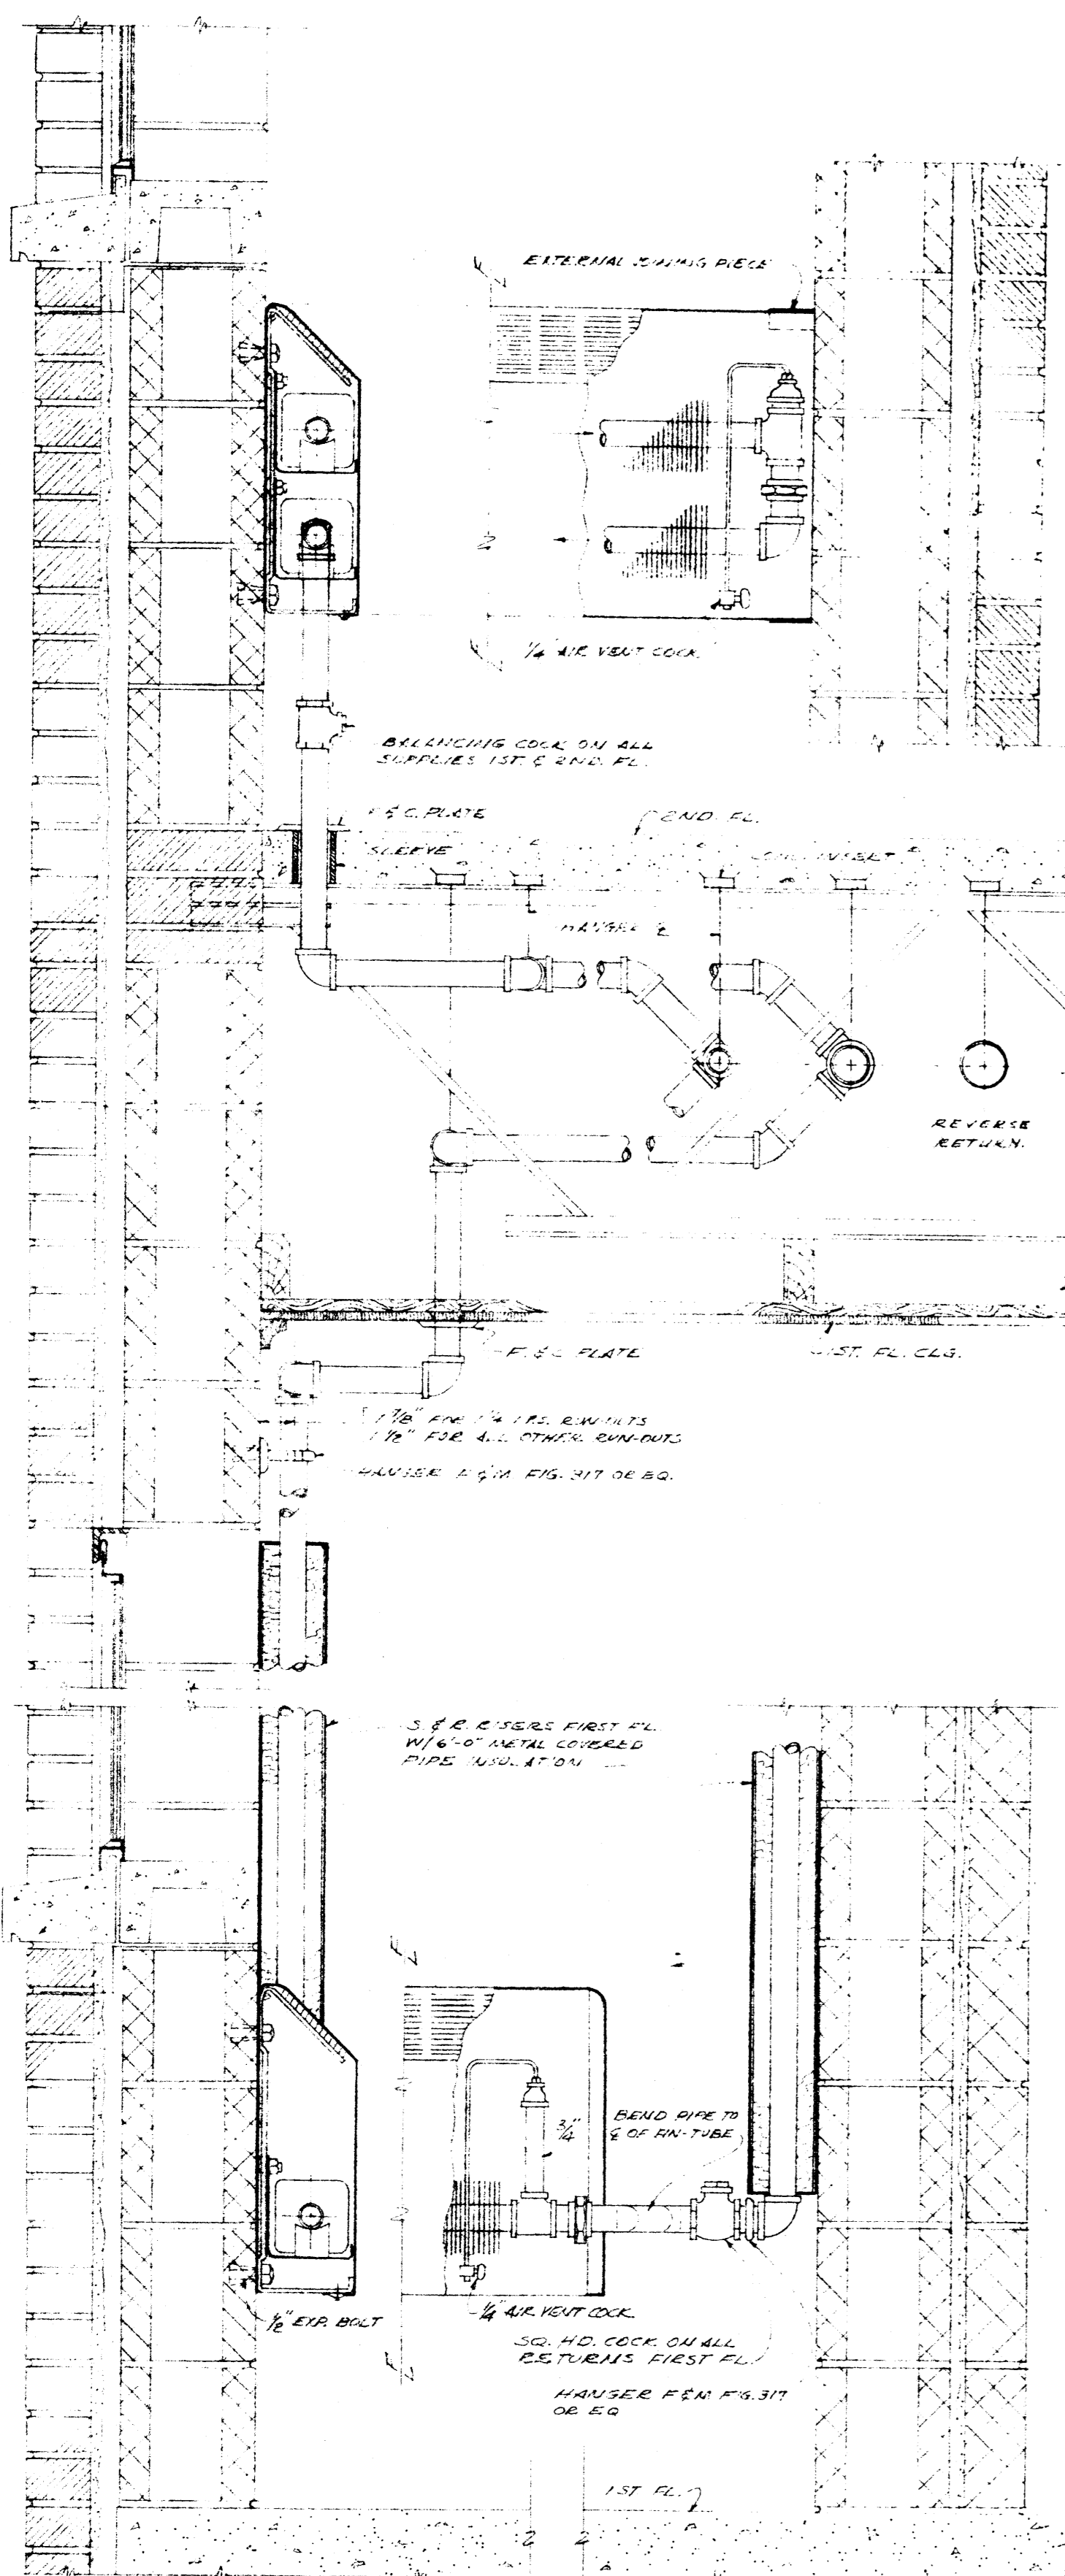 EXTERNAL JOINING PIECE
1/4" AIR VENT COCK
BALANCING COCK ON ALL
SUPPLIES 1ST. & 2ND. FL.
F & C. PLATE
2ND. FL.
SLEEVE
INSERT
HANGER ℄
REVERSE
RETURN.
F. & C PLATE
1ST. FL. CLG.
1 7/8" FOR 1 1/4 I.P.S. RUN-OUTS
1 1/2" FOR ALL OTHER RUN-OUTS
HANGER F & M FIG. 317 OR EQ.
S. & R. RISERS FIRST FL.
W/ 6'-0" METAL COVERED
PIPE INSULATION
3/4"
BEND PIPE TO
℄ OF FIN-TUBE
1/2" EXP. BOLT
1/4" AIR VENT COCK
SQ. HD. COCK ON ALL
RETURNS FIRST FL.
HANGER F & M FIG. 317
OR EQ
1ST FL.